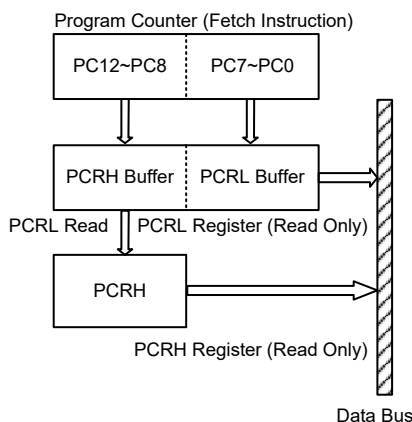 Program Counter (Fetch Instruction)
PC12~PC8 PC7~PC0
PCRH Buffer PCRL Buffer
PCRL Read PCRL Register (Read Only)
PCRH
PCRH Register (Read Only)
Data Bus